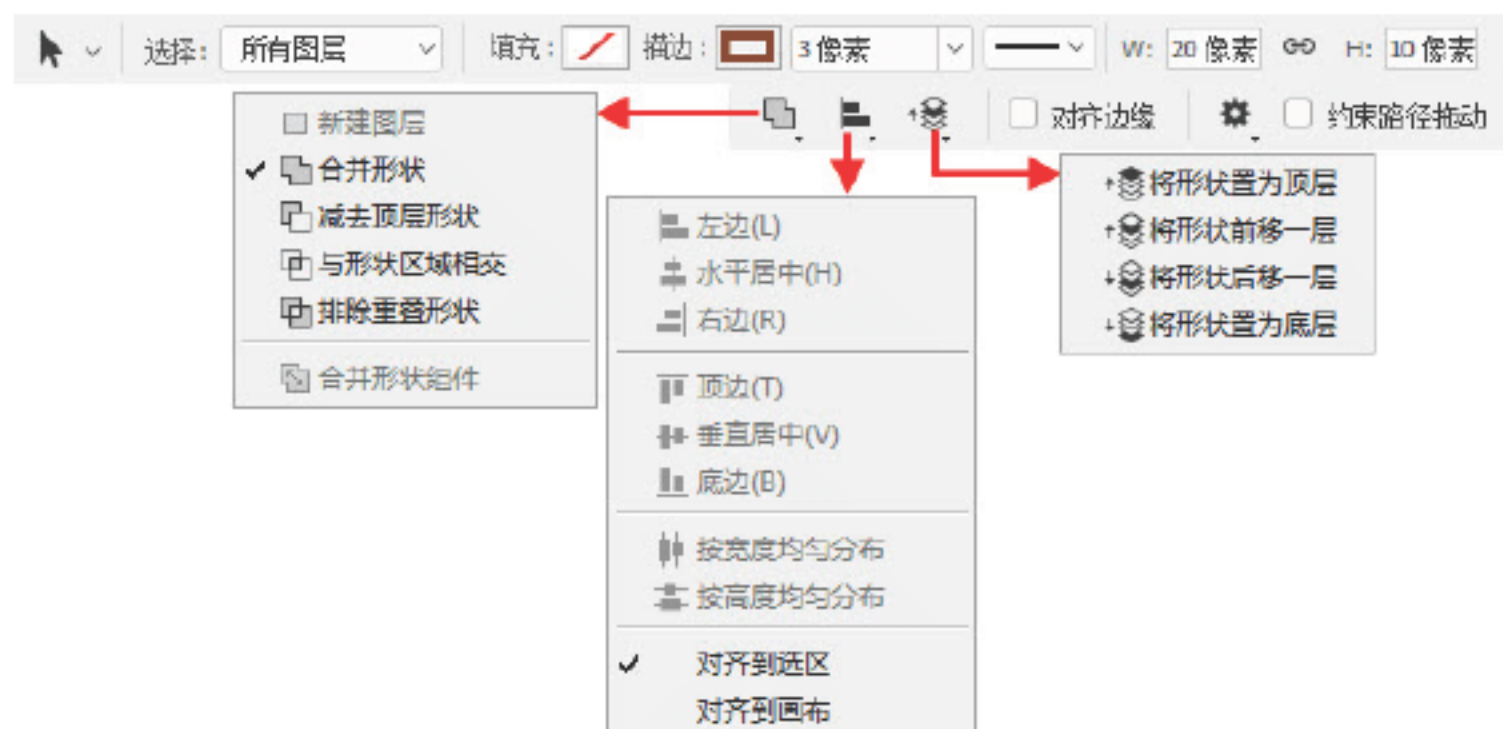 选择: 所有图层 填充: 描边: 3 像素 W: 20 像素 H: 10 像素
对齐边缘 约束路径拖动
新建图层
合并形状
减去顶层形状
与形状区域相交
排除重叠形状
合并形状组件
左边(L)
水平居中(H)
右边(R)
顶边(T)
垂直居中(V)
底边(B)
按宽度均匀分布
按高度均匀分布
对齐到选区
对齐到画布
将形状置为顶层
将形状前移一层
将形状后移一层
将形状置为底层